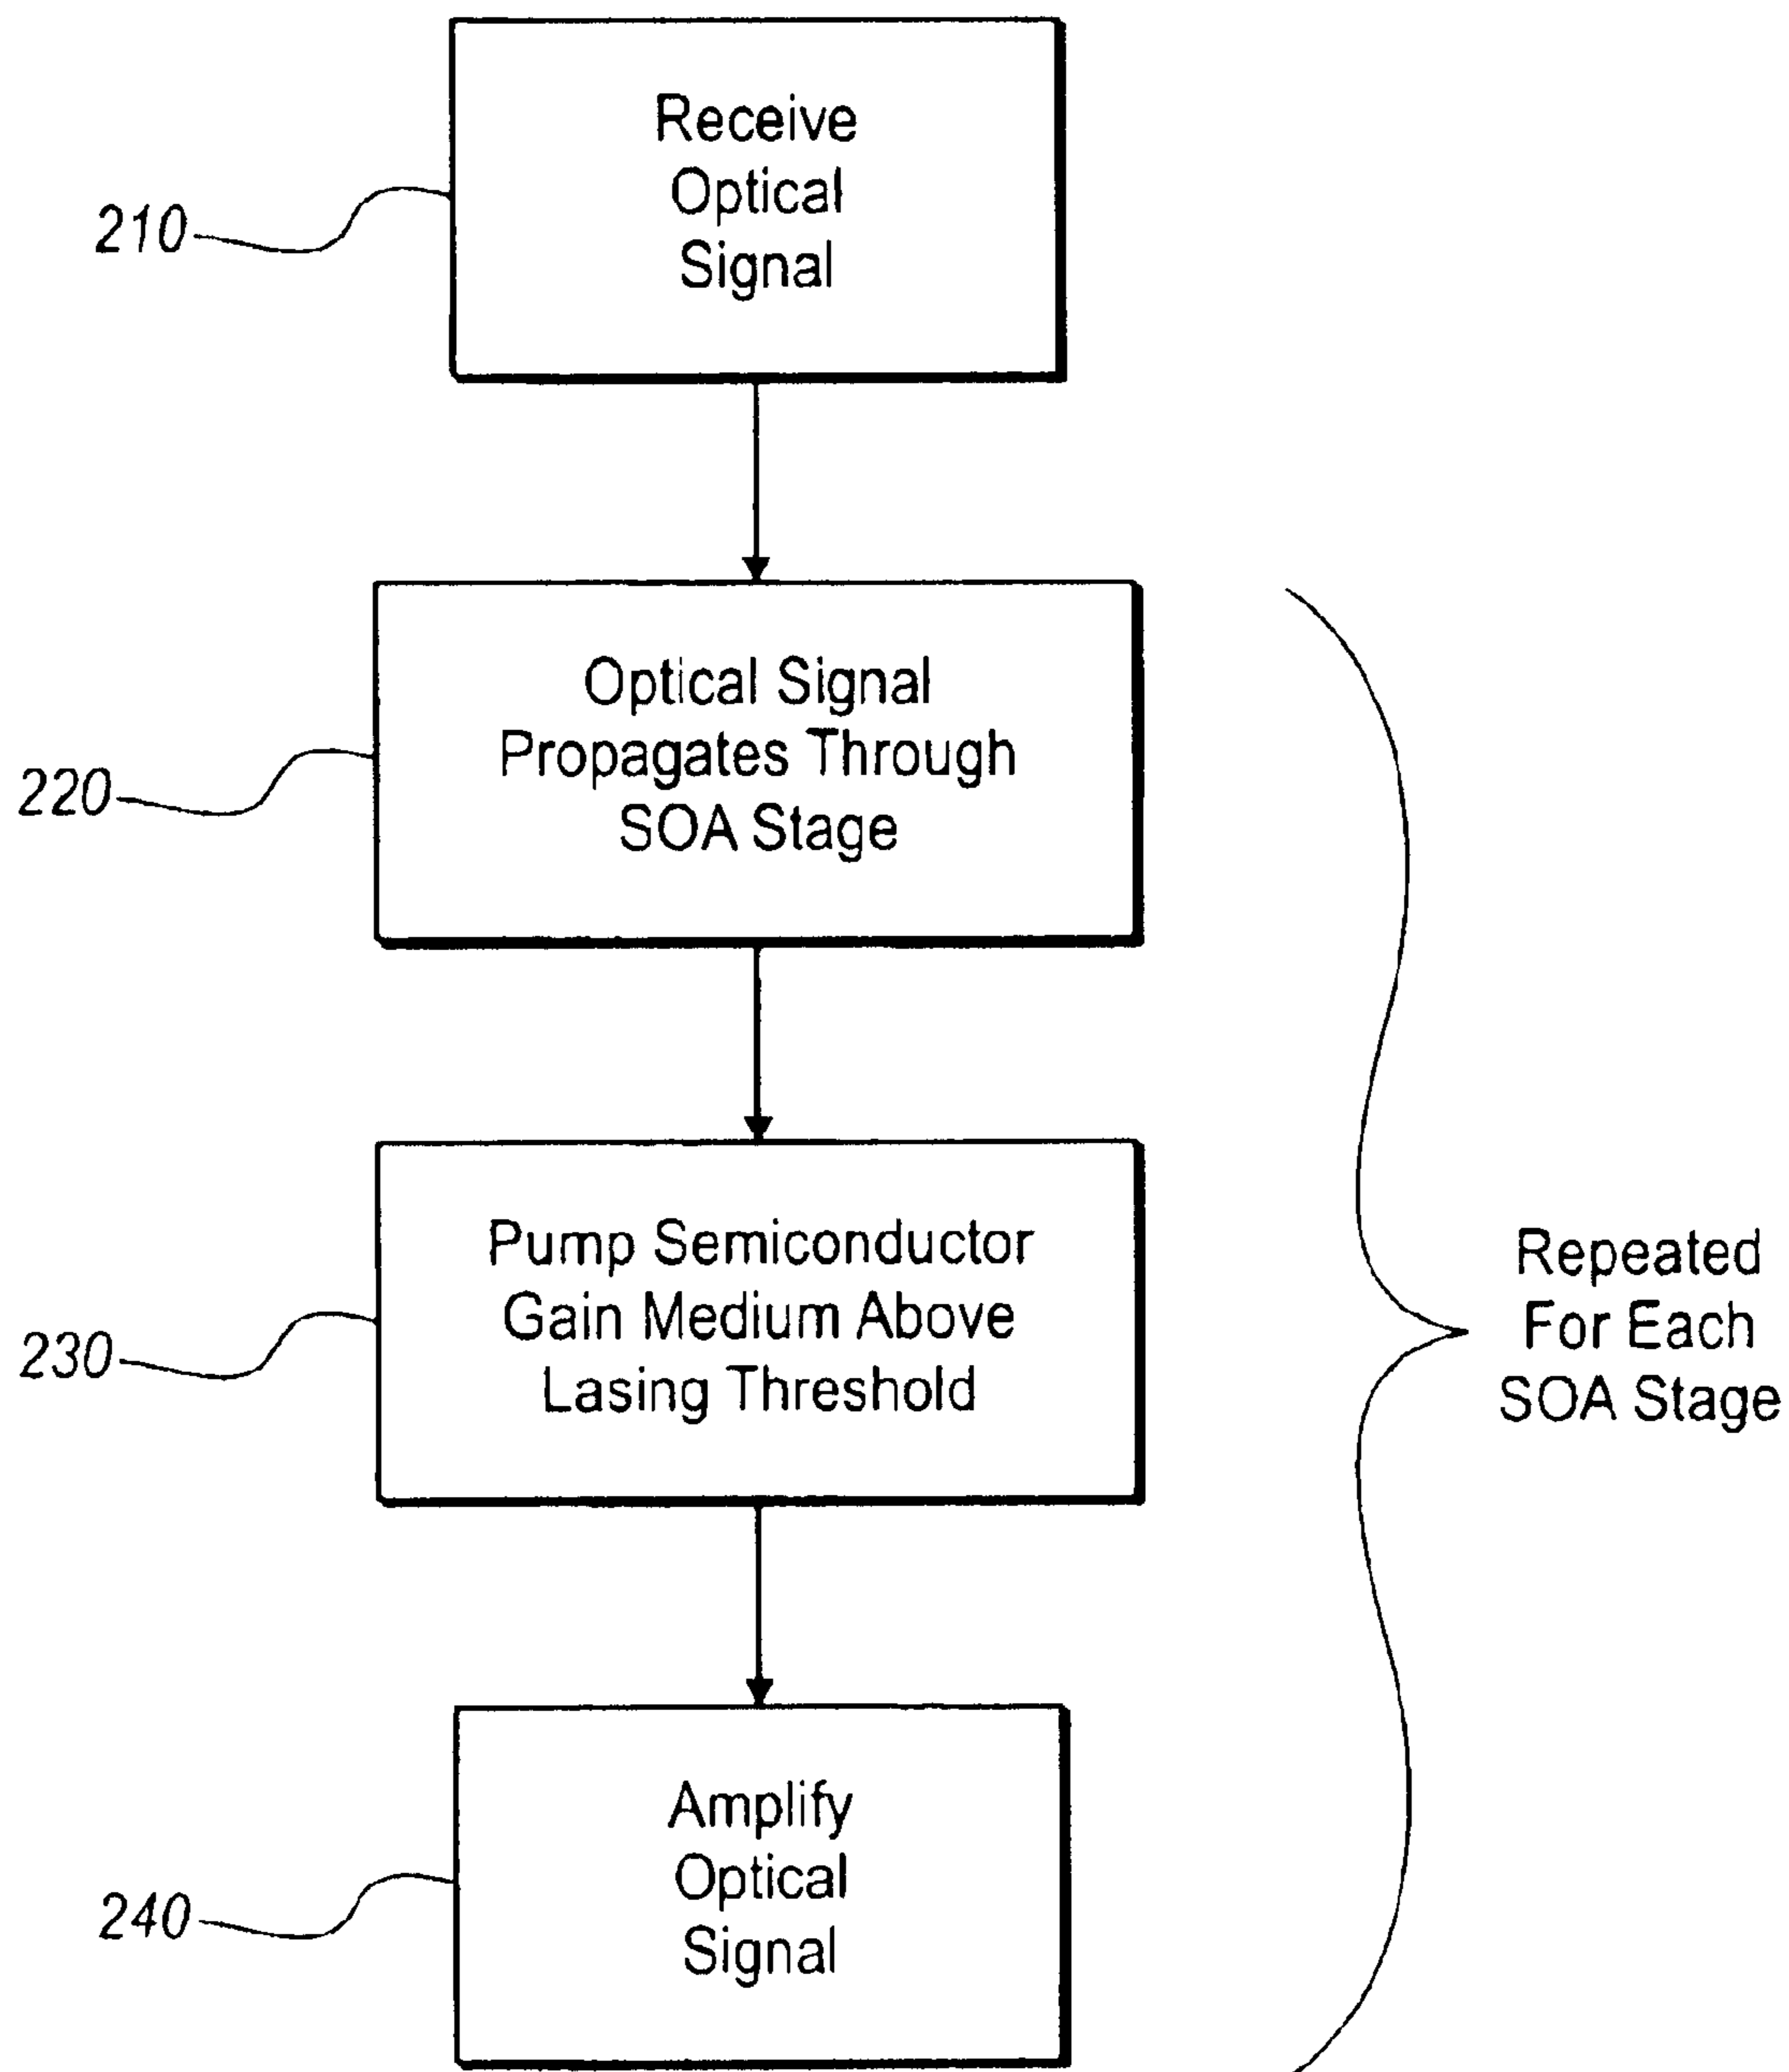 Receive
Optical
Signal
210
Optical Signal
Propagates Through
SOA Stage
220
Pump Semiconductor
Gain Medium Above
Lasing Threshold
230
Repeated
For Each
SOA Stage
Amplify
Optical
Signal
240